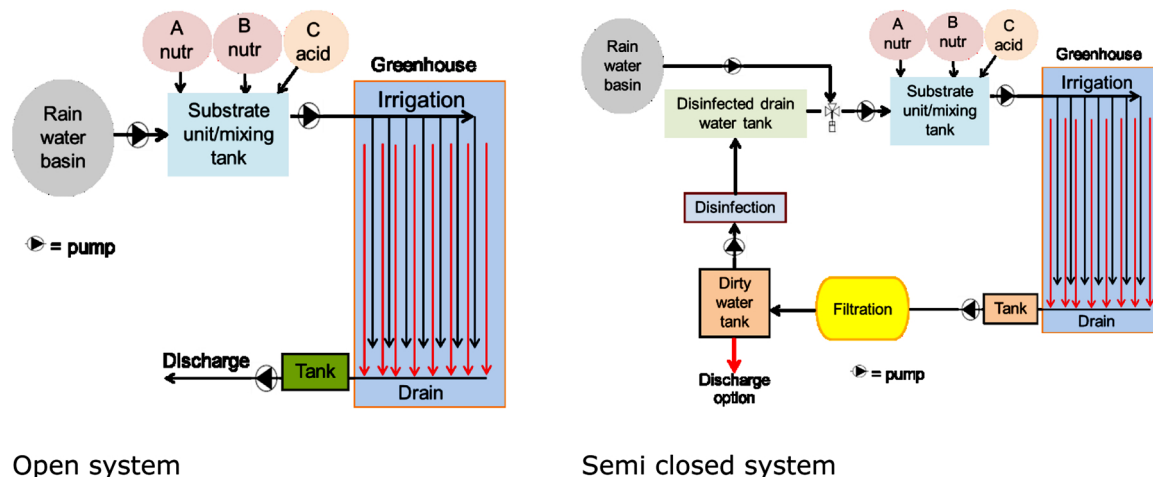 A
nutr
B
nutr
C
acid
Greenhouse
Rain
water
basin
Substrate
unit/mixing
tank
Irrigation
= pump
Discharge
Tank
Drain
Open system
Rain
water
basin
A
nutr
B
nutr
C
acid
Greenhouse
Disinfected drain
water tank
Substrate
unit/mixing
tank
Irrigation
Disinfection
Dirty
water
tank
Filtration
Tank
Drain
Discharge
option
= pump
Semi closed system